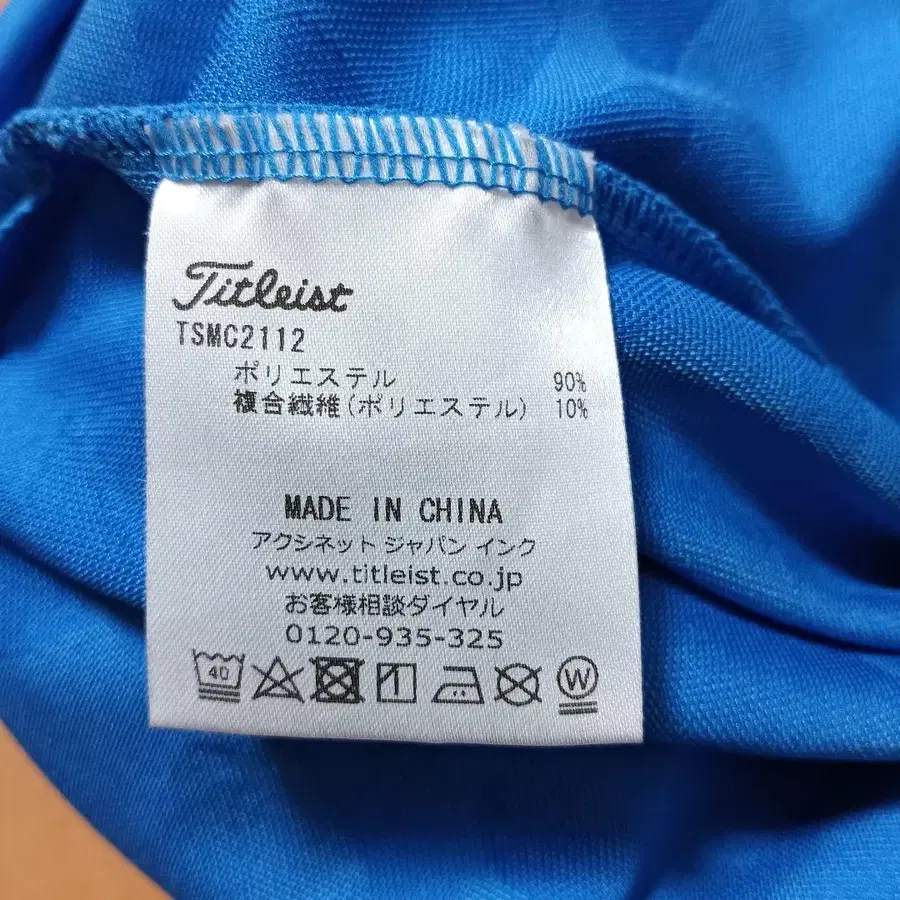 Titleist
TSMC2112
ポリエステル 90%
複合繊維(ポリエステル) 10%
MADE IN CHINA
アクシネット ジャパン インク
www.titleist.co.jp
お客様相談ダイヤル
0120-935-325
40 W